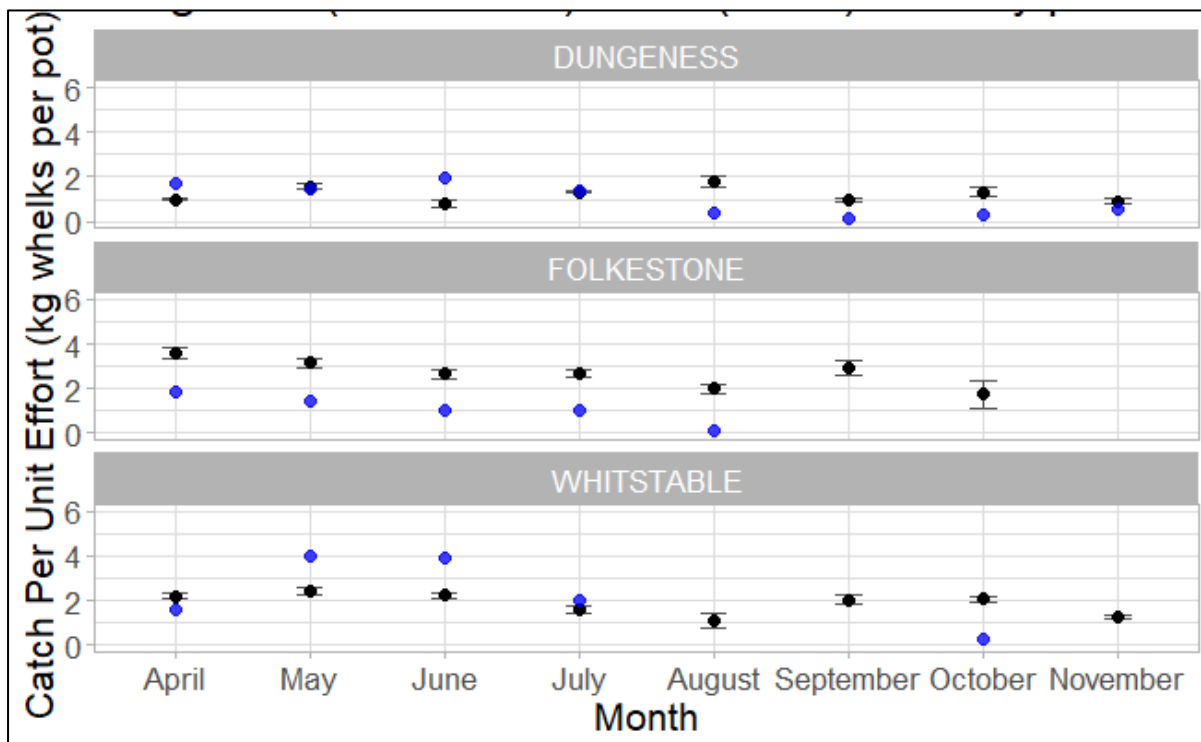 DUNGENESS
6
4
2
0
FOLKESTONE
6
4
2
0
WHITSTABLE
6
4
2
0
April May June July August September October November
Month
Catch Per Unit Effort (kg whelks per pot)